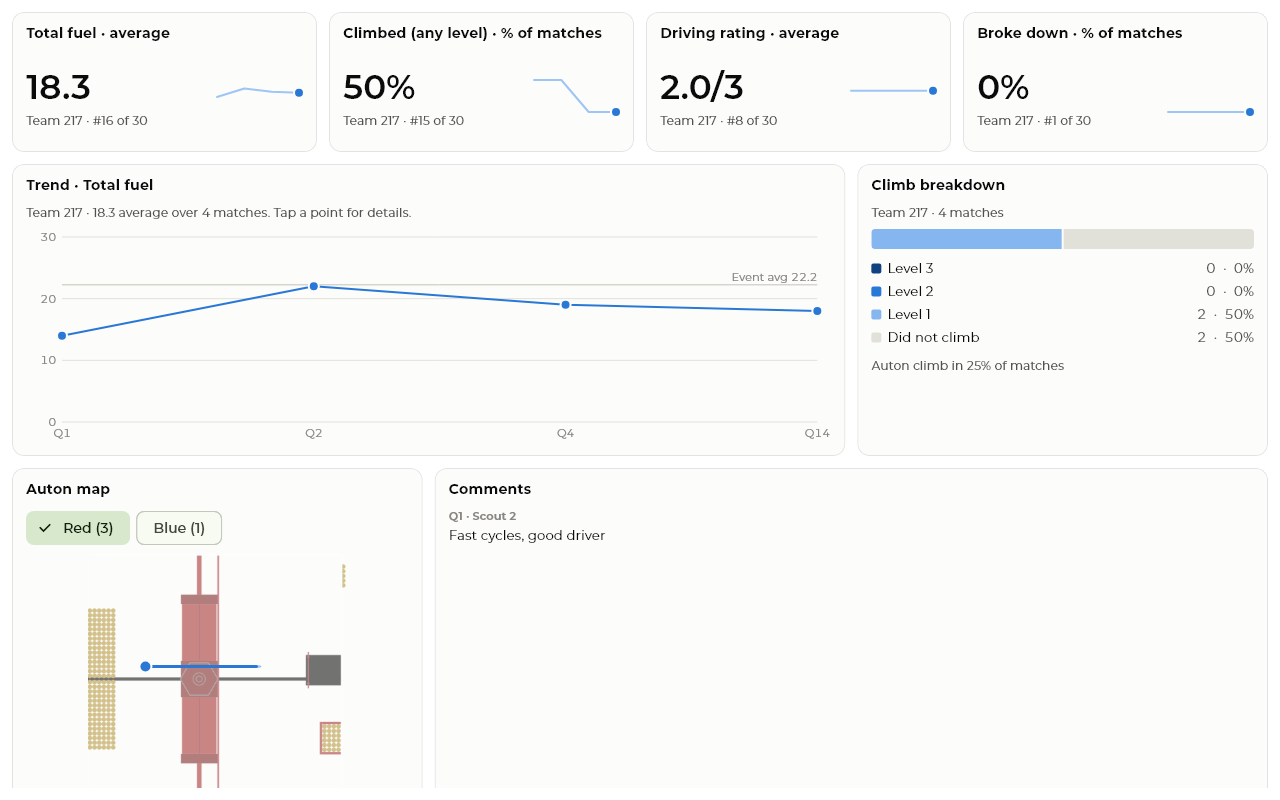 Total fuel · average
18.3
Team 217 · #16 of 30
Climbed (any level) · % of matches
50%
Team 217 · #15 of 30
Driving rating · average
2.0/3
Team 217 · #8 of 30
Broke down · % of matches
0%
Team 217 · #1 of 30
Trend · Total fuel
Team 217 · 18.3 average over 4 matches. Tap a point for details.
30
Event avg 22.2
20
10
0
Q1 Q2 Q4 Q14
Climb breakdown
Team 217 · 4 matches
Level 3 0 · 0%
Level 2 0 · 0%
Level 1 2 · 50%
Did not climb 2 · 50%
Auton climb in 25% of matches
Auton map
Red (3) Blue (1)
Comments
Q1 · Scout 2
Fast cycles, good driver